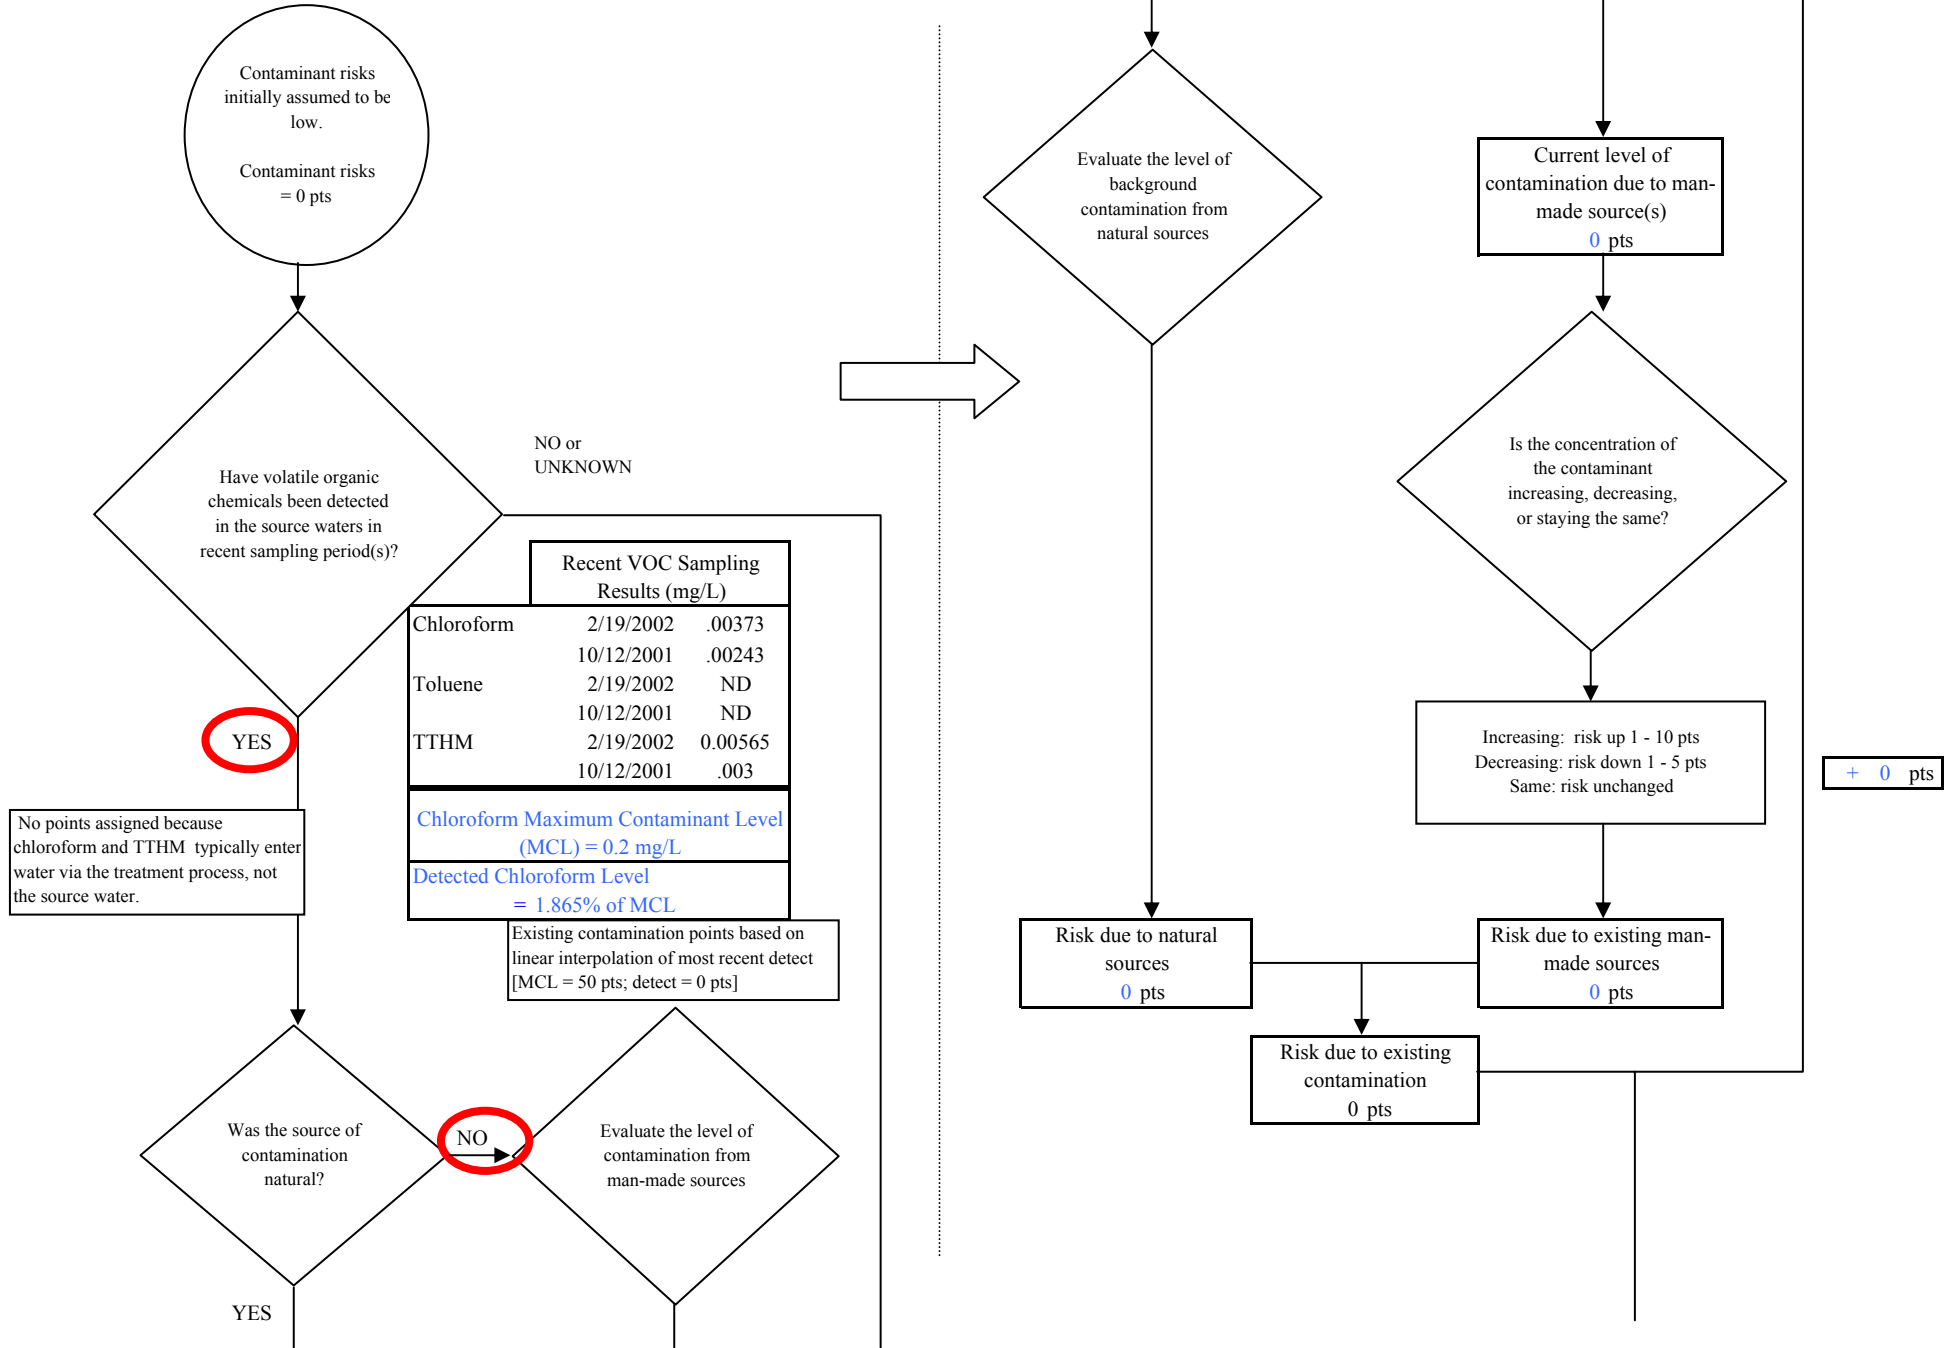 Contaminant risks
initially assumed to be
low.
Contaminant risks
= 0 pts
Have volatile organic
chemicals been detected
in the source waters in
recent sampling period(s)?
NO or
UNKNOWN
Recent VOC Sampling
Results (mg/L)
Chloroform 2/19/2002 .00373
10/12/2001 .00243
Toluene 2/19/2002 ND
10/12/2001 ND
TTHM 2/19/2002 0.00565
10/12/2001 .003
Chloroform Maximum Contaminant Level
(MCL) = 0.2 mg/L
Detected Chloroform Level
= 1.865% of MCL
YES
No points assigned because
chloroform and TTHM typically enter
water via the treatment process, not
the source water.
Existing contamination points based on
linear interpolation of most recent detect
[MCL = 50 pts; detect = 0 pts]
Was the source of
contamination
natural?
NO
Evaluate the level of
contamination from
man-made sources
YES
Evaluate the level of
background
contamination from
natural sources
Current level of
contamination due to man-
made source(s)
0 pts
Is the concentration of
the contaminant
increasing, decreasing,
or staying the same?
Increasing: risk up 1 - 10 pts
Decreasing: risk down 1 - 5 pts
Same: risk unchanged
+ 0 pts
Risk due to natural
sources
0 pts
Risk due to existing man-
made sources
0 pts
Risk due to existing
contamination
0 pts